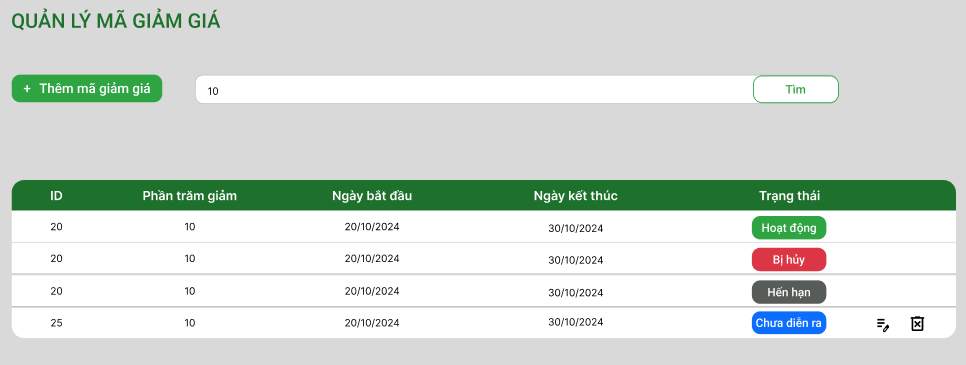 QUẢN LÝ MÃ GIẢM GIÁ
+ Thêm mã giảm giá 10 Tìm
ID Phần trăm giảm Ngày bắt đầu Ngày kết thúc Trạng thái
20 10 20/10/2024 30/10/2024 Hoạt động
20 10 20/10/2024 30/10/2024 Bị hủy
20 10 20/10/2024 30/10/2024 Hến hạn
25 10 20/10/2024 30/10/2024 Chưa diễn ra